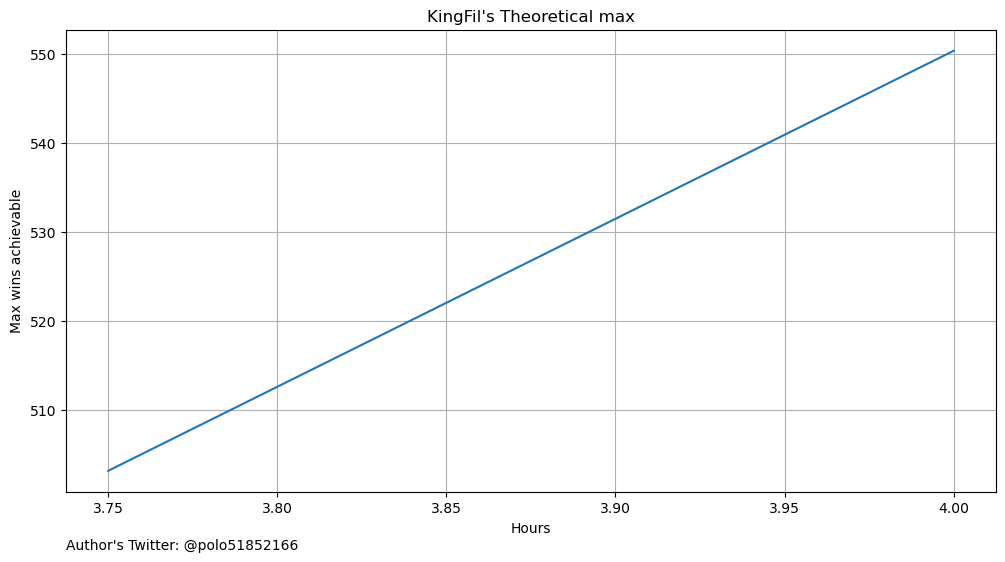 KingFil's Theoretical max
550
540
530
520
510
Max wins achievable
3.75 3.80 3.85 3.90 3.95 4.00
Hours
Author's Twitter: @polo51852166